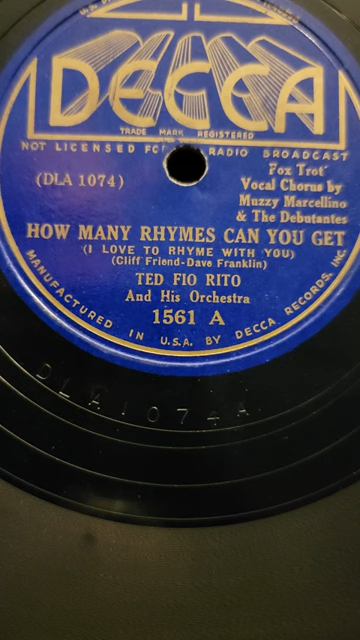 DECCA
TRADE MARK REGISTERED
NOT LICENSED FOR RADIO BROADCAST
(DLA 1074)
Fox Trot
Vocal Chorus by
Muzzy Marcellino
& The Debutantes
HOW MANY RHYMES CAN YOU GET
(I LOVE TO RHYME WITH YOU)
(Cliff Friend-Dave Franklin)
TED FIO RITO
And His Orchestra
1561 A
MANUFACTURED IN U.S.A. BY DECCA RECORDS, INC.
DLA1074A